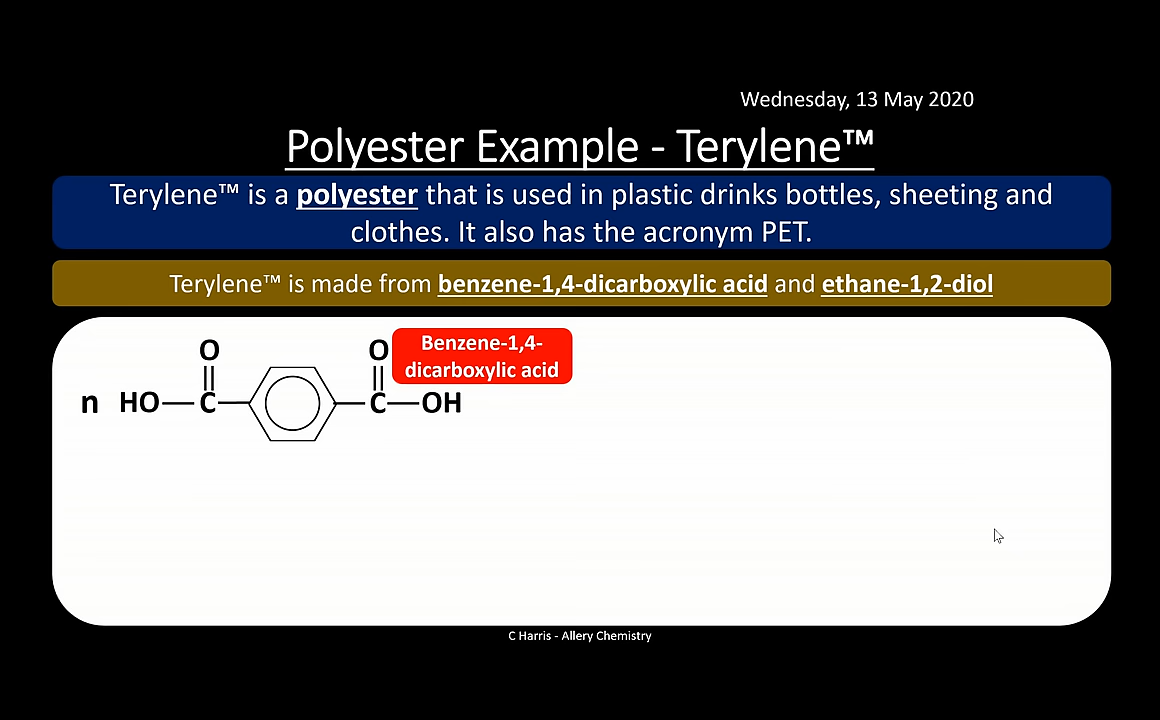 Wednesday, 13 May 2020
Polyester Example - Terylene™
Terylene™ is a polyester that is used in plastic drinks bottles, sheeting and
clothes. It also has the acronym PET.
Terylene™ is made from benzene-1,4-dicarboxylic acid and ethane-1,2-diol
O O
Benzene-1,4-
dicarboxylic acid
n HO C C OH
C Harris - Allery Chemistry